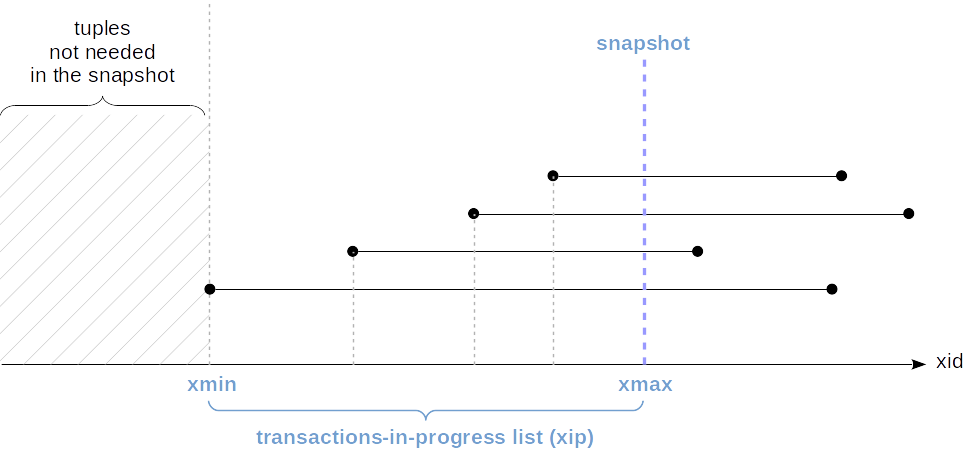 tuples
not needed
in the snapshot
snapshot
xid
xmin
xmax
transactions-in-progress list (xip)